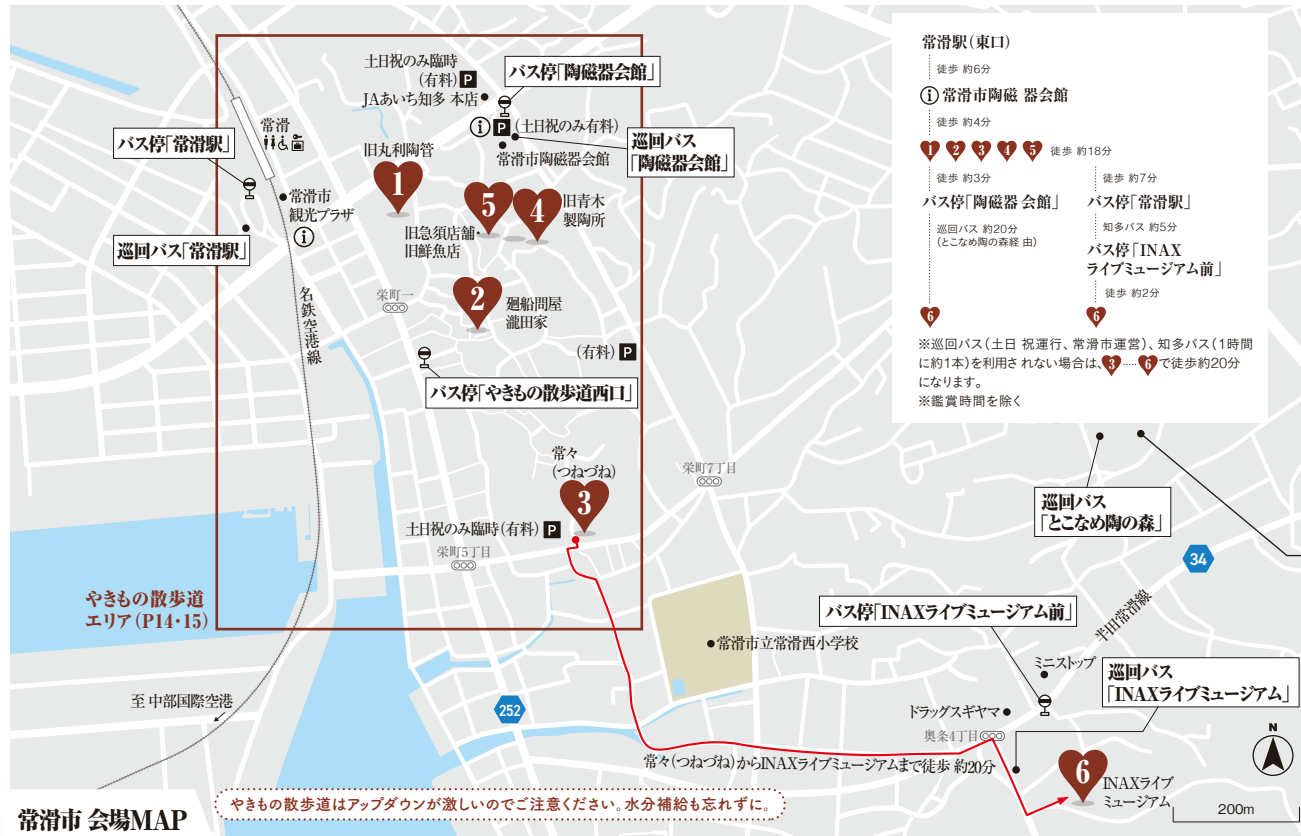 土日祝のみ臨時
(有料) P
JAあいち知多 本店
バス停「陶磁器会館」
i P (土日祝のみ有料)
常滑市陶磁器会館
巡回バス
「陶磁器会館」
バス停「常滑駅」
常滑
常滑市
観光プラザ
i
巡回バス「常滑駅」
旧丸利陶管
1
5
4
旧青木
製陶所
旧急須店舗・
旧鮮魚店
名鉄空港線
栄町一
2
廻船問屋
瀧田家
(有料) P
バス停「やきもの散歩道西口」
常々
(つねづね)
3
栄町7丁目
土日祝のみ臨時(有料) P
栄町5丁目
やきもの散歩道
エリア(P14・15)
至 中部国際空港
252
常滑市立常滑西小学校
バス停「INAXライブミュージアム前」
巡回バス
「とこなめ陶の森」
34
半田常滑線
ミニストップ
巡回バス
「INAXライブミュージアム」
ドラッグスギヤマ
奥条4丁目
常々(つねづね)からINAXライブミュージアムまで徒歩 約20分
6
INAXライブ
ミュージアム
N
200m
やきもの散歩道はアップダウンが激しいのでご注意ください。水分補給も忘れずに。
常滑市 会場MAP
常滑駅(東口)
徒歩 約6分
i 常滑市陶磁 器会館
徒歩 約4分
1 2 3 4 5 徒歩 約18分
徒歩 約3分
バス停「陶磁器 会館」
巡回バス 約20分
(とこなめ陶の森経 由)
6
徒歩 約7分
バス停「常滑駅」
知多バス 約5分
バス停「INAX
ライブミュージアム前」
徒歩 約2分
6
※巡回バス(土日 祝運行、常滑市運営)、知多バス(1時間
に約1本)を利用されない場合は、3……6で徒歩約20分
になります。
※鑑賞時間を除く